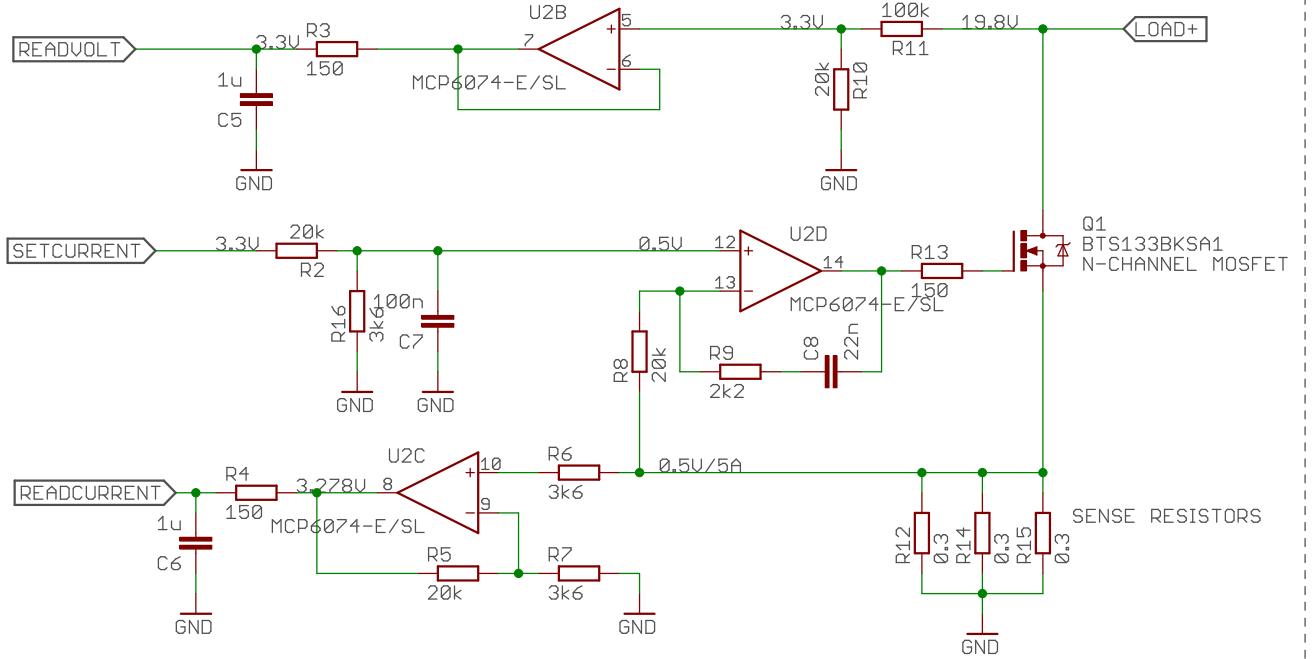 U2B
5
3.3V
100k
19.8V
LOAD+
READVOLT
3.3V
R3
7
R11
150
6
1u
MCP6074-E/SL
20k
R10
C5
GND
GND
SETCURRENT
3.3V
20k
0.5V
12
U2D
Q1
BTS133BKSA1
N-CHANNEL MOSFET
R2
14
R13
13
150
R16
3k6
100n
MCP6074-E/SL
C7
R8
20k
R9
C8
22n
2k2
GND
GND
U2C
R6
10
0.5V/5A
R4
8
READCURRENT
3.278V
3k6
150
9
1u
MCP6074-E/SL
SENSE RESISTORS
R12
0.3
R14
0.3
R15
0.3
C6
R5
R7
20k
3k6
GND
GND
GND